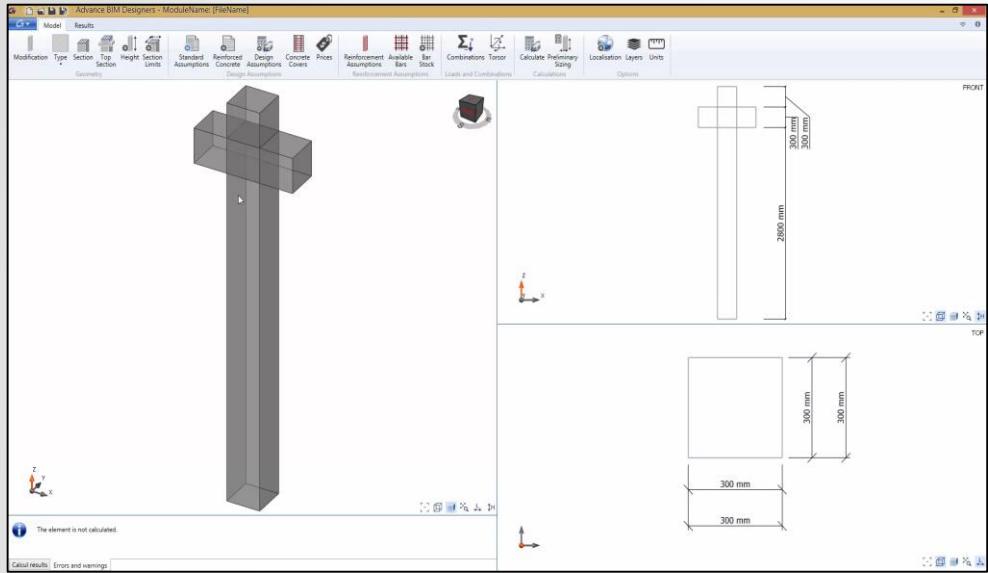 Advance BIM Designers - ModuleName: [FileName]
Model Results
Modification Type Section Top Section Height Section Limits
Geometry
Standard Assumptions Reinforced Concrete Design Assumptions Concrete Covers Prices
Design Assumptions
Reinforcement Assumptions Available Bars Bar Stock
Reinforcement Assumptions
Combinations Torsor
Loads and Combinations
Calculate Preliminary Sizing
Calculations
Localisation Layers Units
Options
FRONT
300 mm
300 mm
2800 mm
z
x
TOP
300 mm
300 mm
300 mm
300 mm
z
y
x
The element is not calculated.
Calcul results Errors and warnings